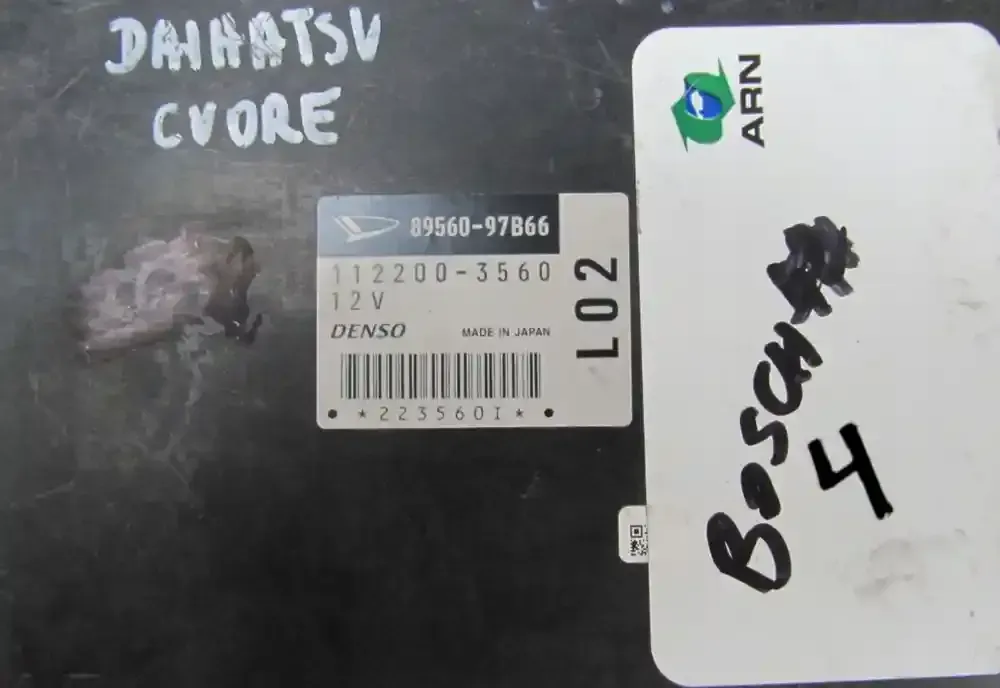 DAIHATSU
CUORE
89560-97B66
112200-3560
12V
DENSO MADE IN JAPAN
*223560I*
L02
ARN
BOSCH
4